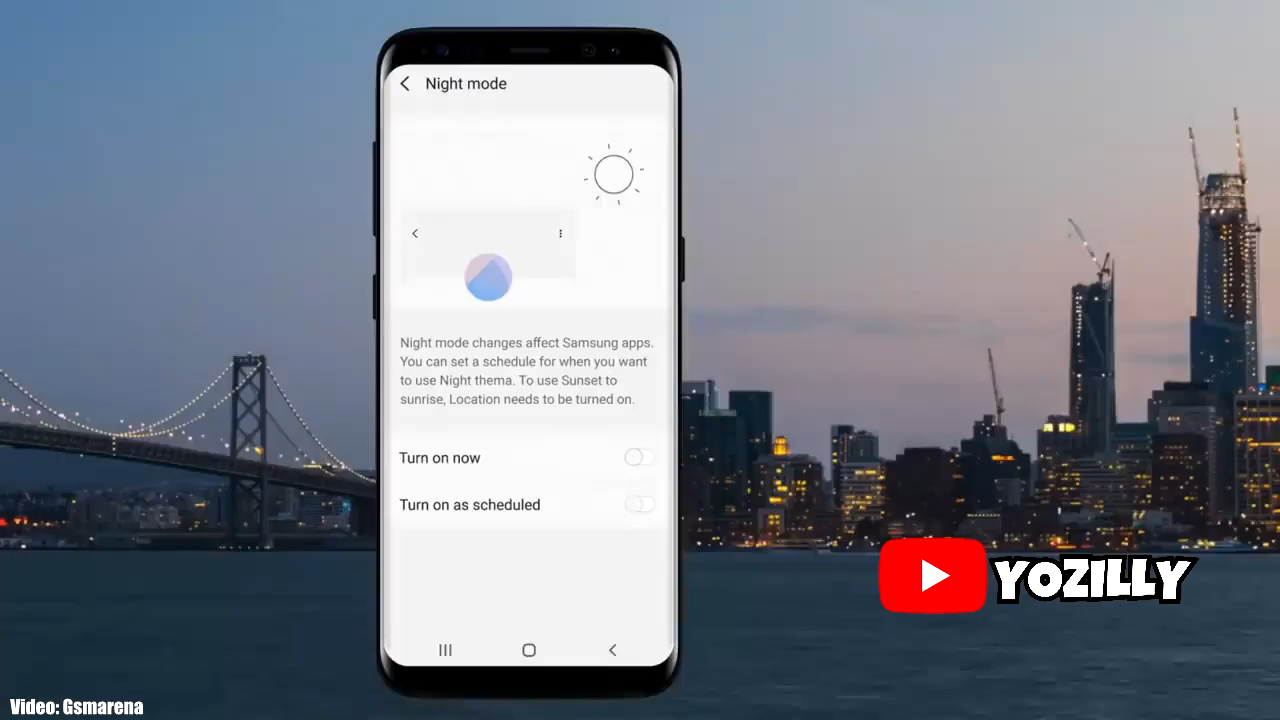 Night mode
Night mode changes affect Samsung apps.
You can set a schedule for when you want
to use Night thema. To use Sunset to
sunrise, Location needs to be turned on.
Turn on now
Turn on as scheduled
YOZILLY
Video: Gsmarena